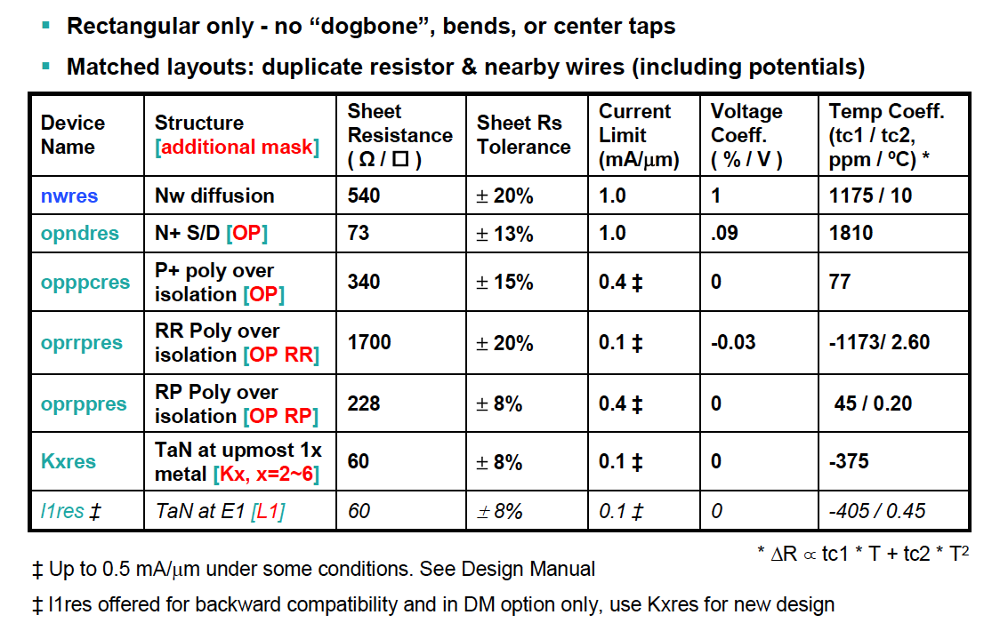 ▪ Rectangular only - no “dogbone”, bends, or center taps
▪ Matched layouts: duplicate resistor & nearby wires (including potentials)
Device Name | Structure [additional mask] | Sheet Resistance ( Ω / □ ) | Sheet Rs Tolerance | Current Limit (mA/μm) | Voltage Coeff. ( % / V ) | Temp Coeff. (tc1 / tc2, ppm / ºC) *
nwres | Nw diffusion | 540 | ± 20% | 1.0 | 1 | 1175 / 10
opndres | N+ S/D [OP] | 73 | ± 13% | 1.0 | .09 | 1810
opppcres | P+ poly over isolation [OP] | 340 | ± 15% | 0.4 ‡ | 0 | 77
oprrpres | RR Poly over isolation [OP RR] | 1700 | ± 20% | 0.1 ‡ | -0.03 | -1173/ 2.60
oprppres | RP Poly over isolation [OP RP] | 228 | ± 8% | 0.4 ‡ | 0 | 45 / 0.20
Kxres | TaN at upmost 1x metal [Kx, x=2~6] | 60 | ± 8% | 0.1 ‡ | 0 | -375
l1res ‡ | TaN at E1 [L1] | 60 | ± 8% | 0.1 ‡ | 0 | -405 / 0.45
* ΔR ∝ tc1 * T + tc2 * T²
‡ Up to 0.5 mA/μm under some conditions. See Design Manual
‡ l1res offered for backward compatibility and in DM option only, use Kxres for new design